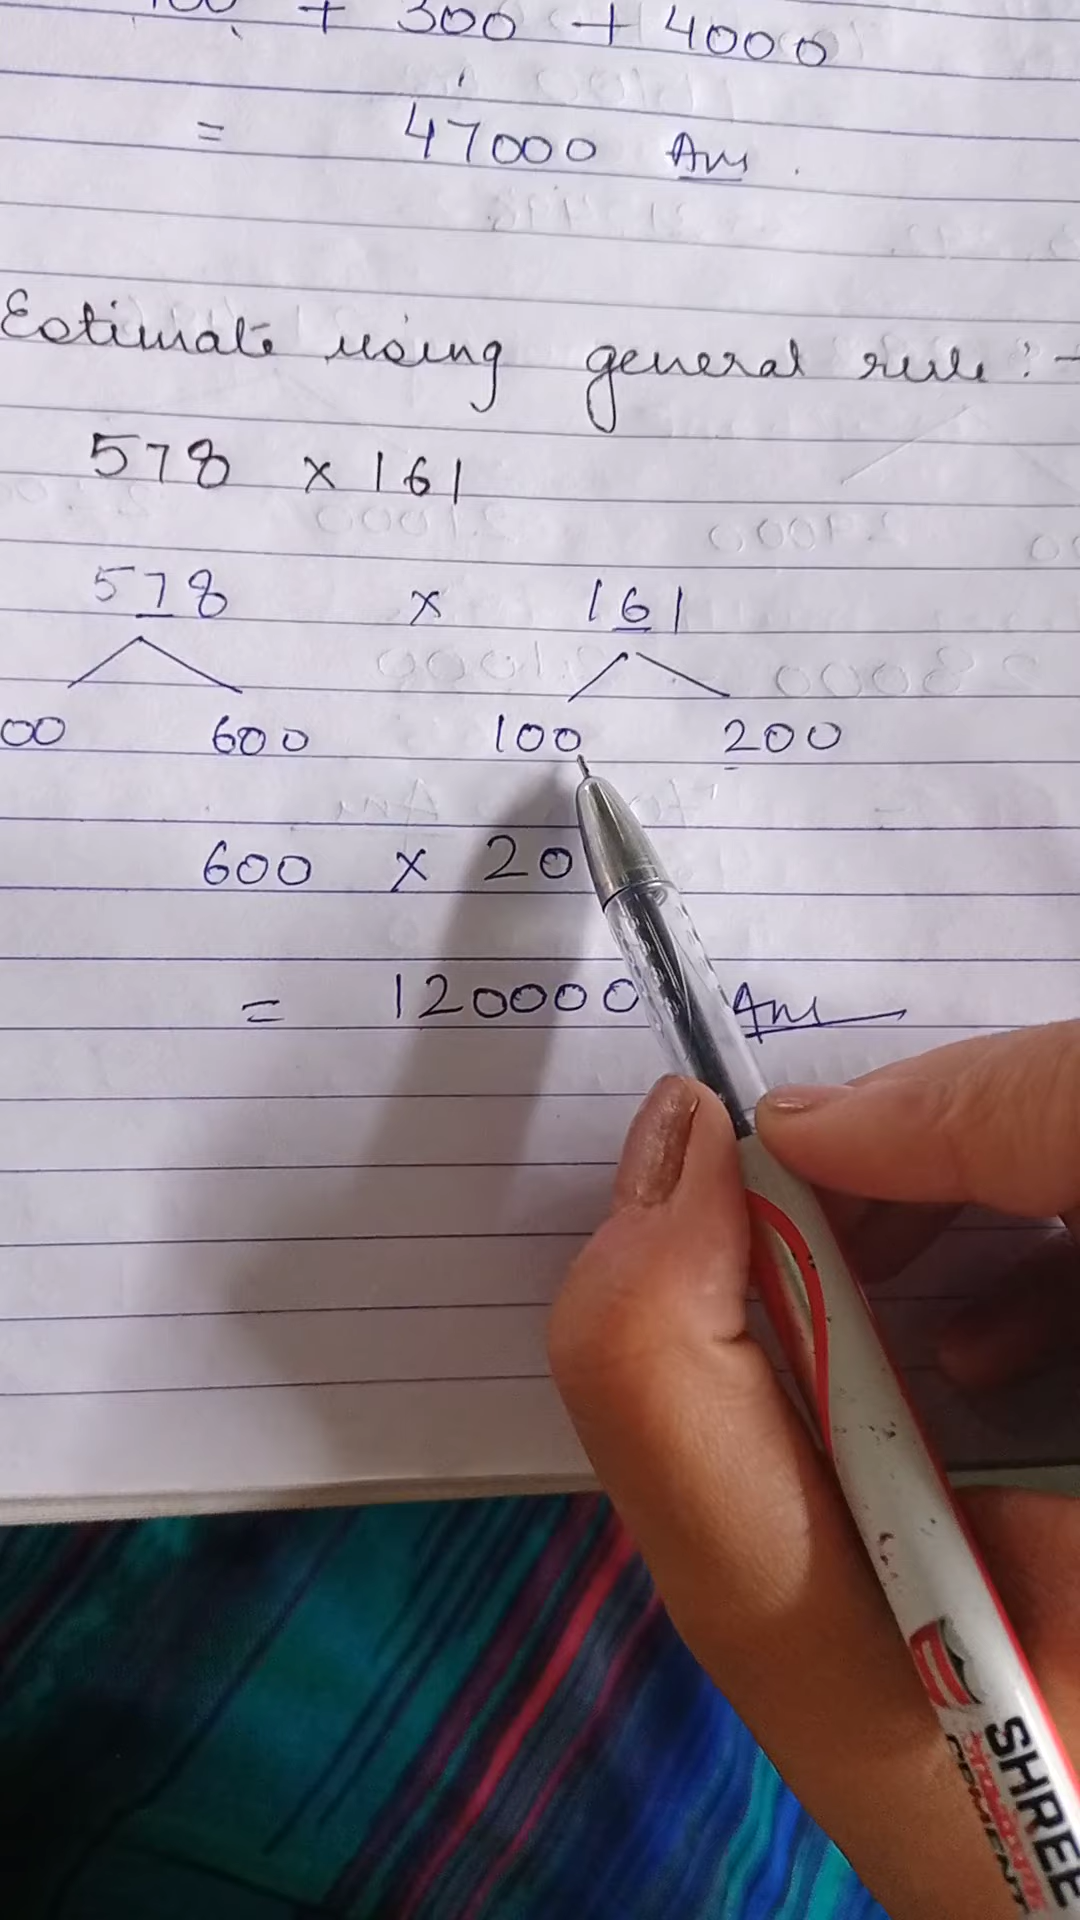 + 300 + 4000
= 47000 Ans.
Estimate using general rule :-
578 × 161
578 × 161
00 600 100 200
600 × 20
= 120000 Ans
SHREE
CEMENT